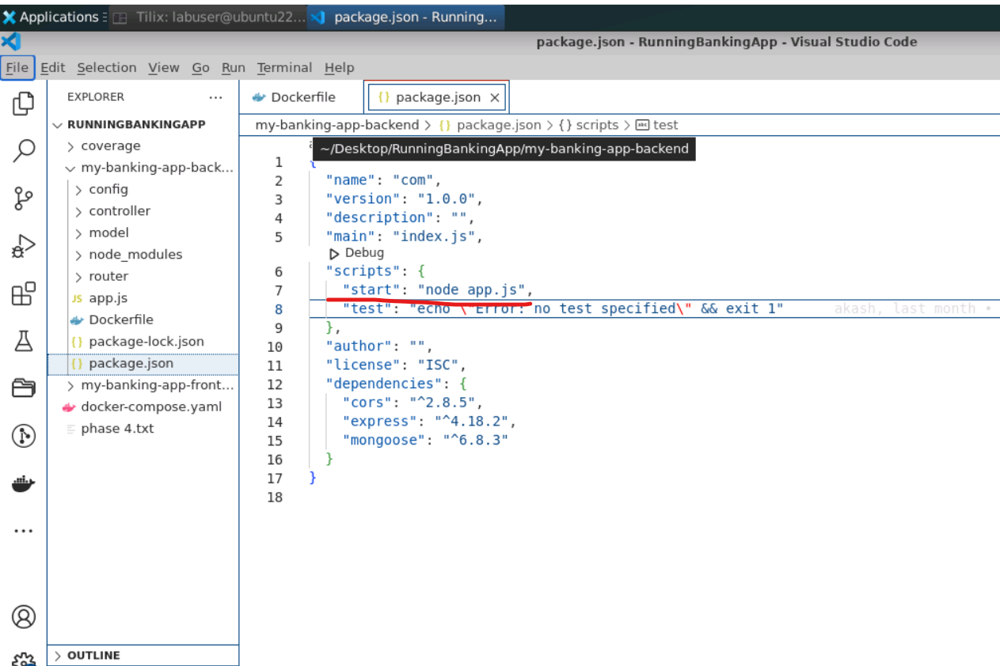 Applications Tilix: labuser@ubuntu22... package.json - Running...
package.json - RunningBankingApp - Visual Studio Code
File Edit Selection View Go Run Terminal Help
EXPLORER ...
RUNNINGBANKINGAPP
coverage
my-banking-app-back...
config
controller
model
node_modules
router
JS app.js
Dockerfile
{} package-lock.json
{} package.json
my-banking-app-front...
docker-compose.yaml
phase 4.txt
OUTLINE
Dockerfile {} package.json
my-banking-app-backend > {} package.json > {} scripts > abc test
~/Desktop/RunningBankingApp/my-banking-app-backend
1 {
2 "name": "com",
3 "version": "1.0.0",
4 "description": "",
5 "main": "index.js",
Debug
6 "scripts": {
7 "start": "node app.js",
8 "test": "echo \"Error: no test specified\" && exit 1" akash, last month •
9 },
10 "author": "",
11 "license": "ISC",
12 "dependencies": {
13 "cors": "^2.8.5",
14 "express": "^4.18.2",
15 "mongoose": "^6.8.3"
16 }
17 }
18